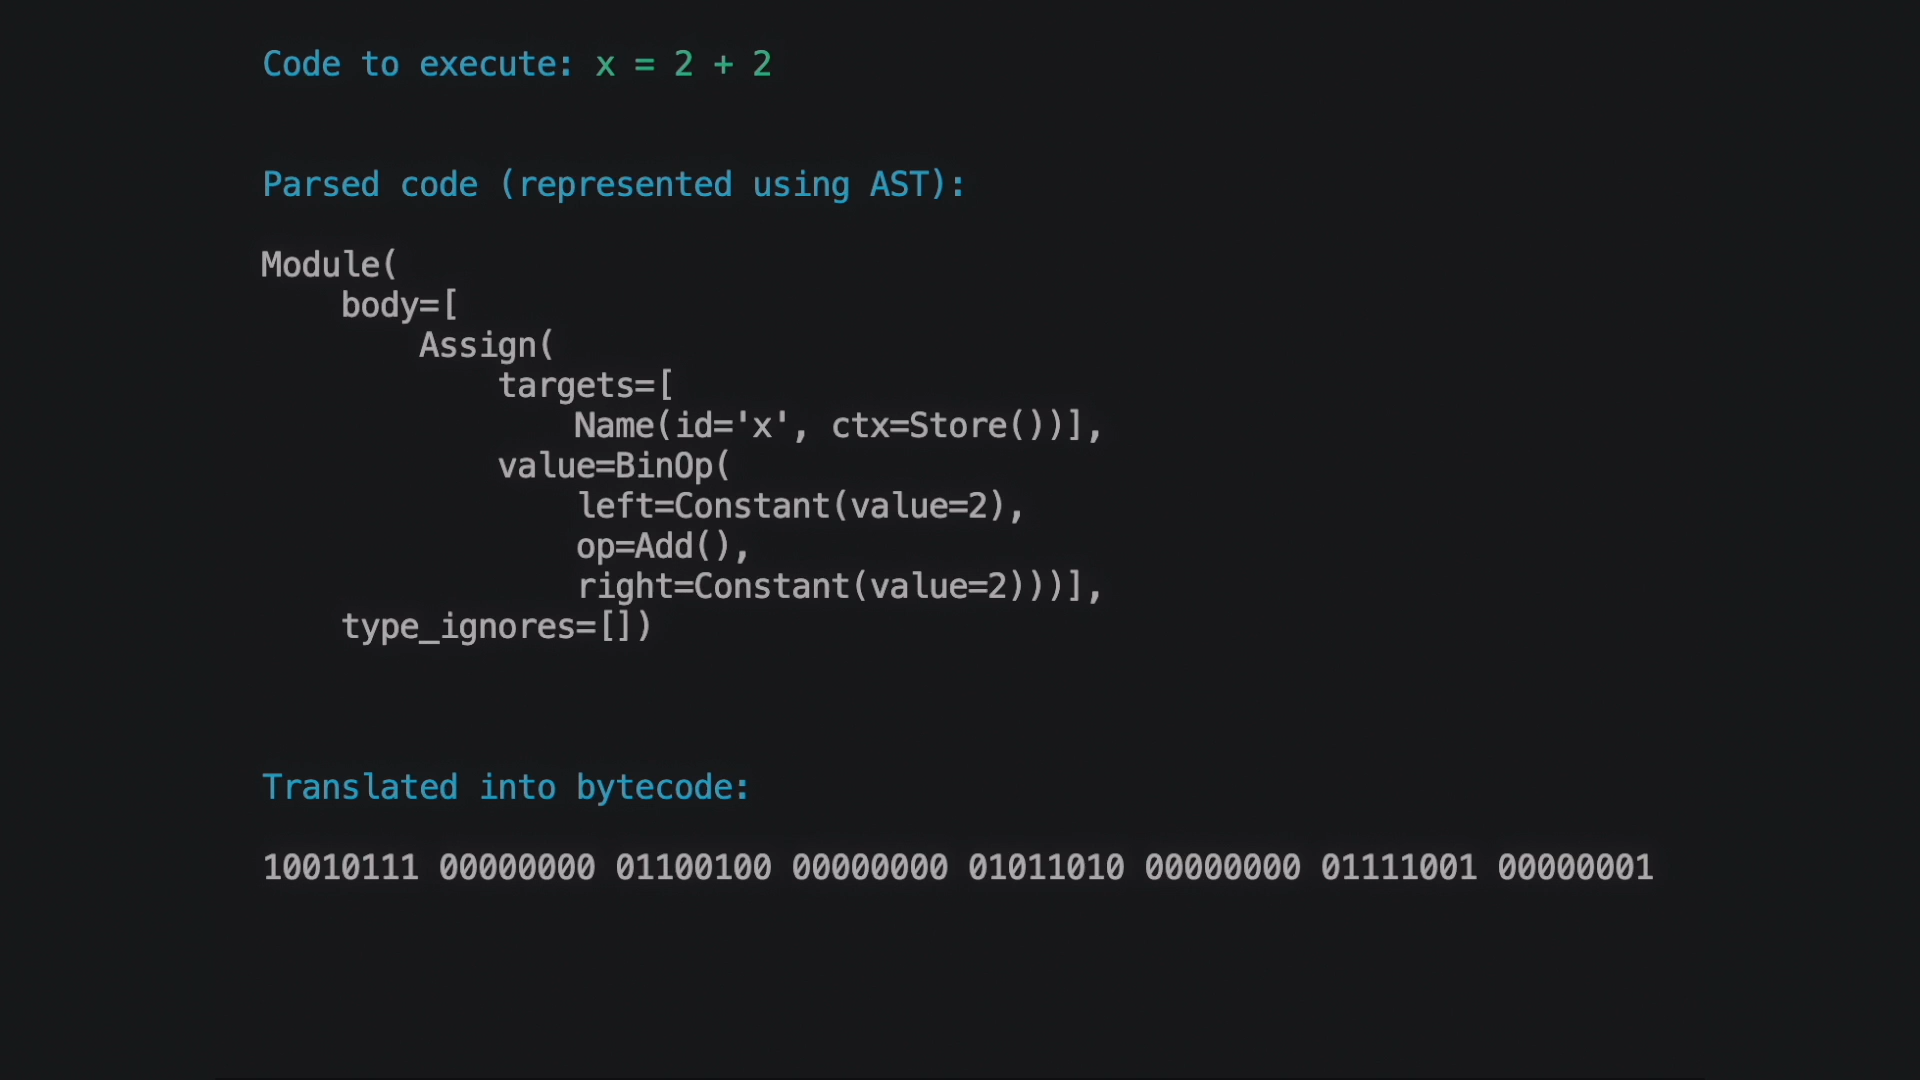 Code to execute: x = 2 + 2
Parsed code (represented using AST):
Module(
body=[
Assign(
targets=[
Name(id='x', ctx=Store())],
value=BinOp(
left=Constant(value=2),
op=Add(),
right=Constant(value=2)))],
type_ignores=[])
Translated into bytecode:
10010111 00000000 01100100 00000000 01011010 00000000 01111001 00000001